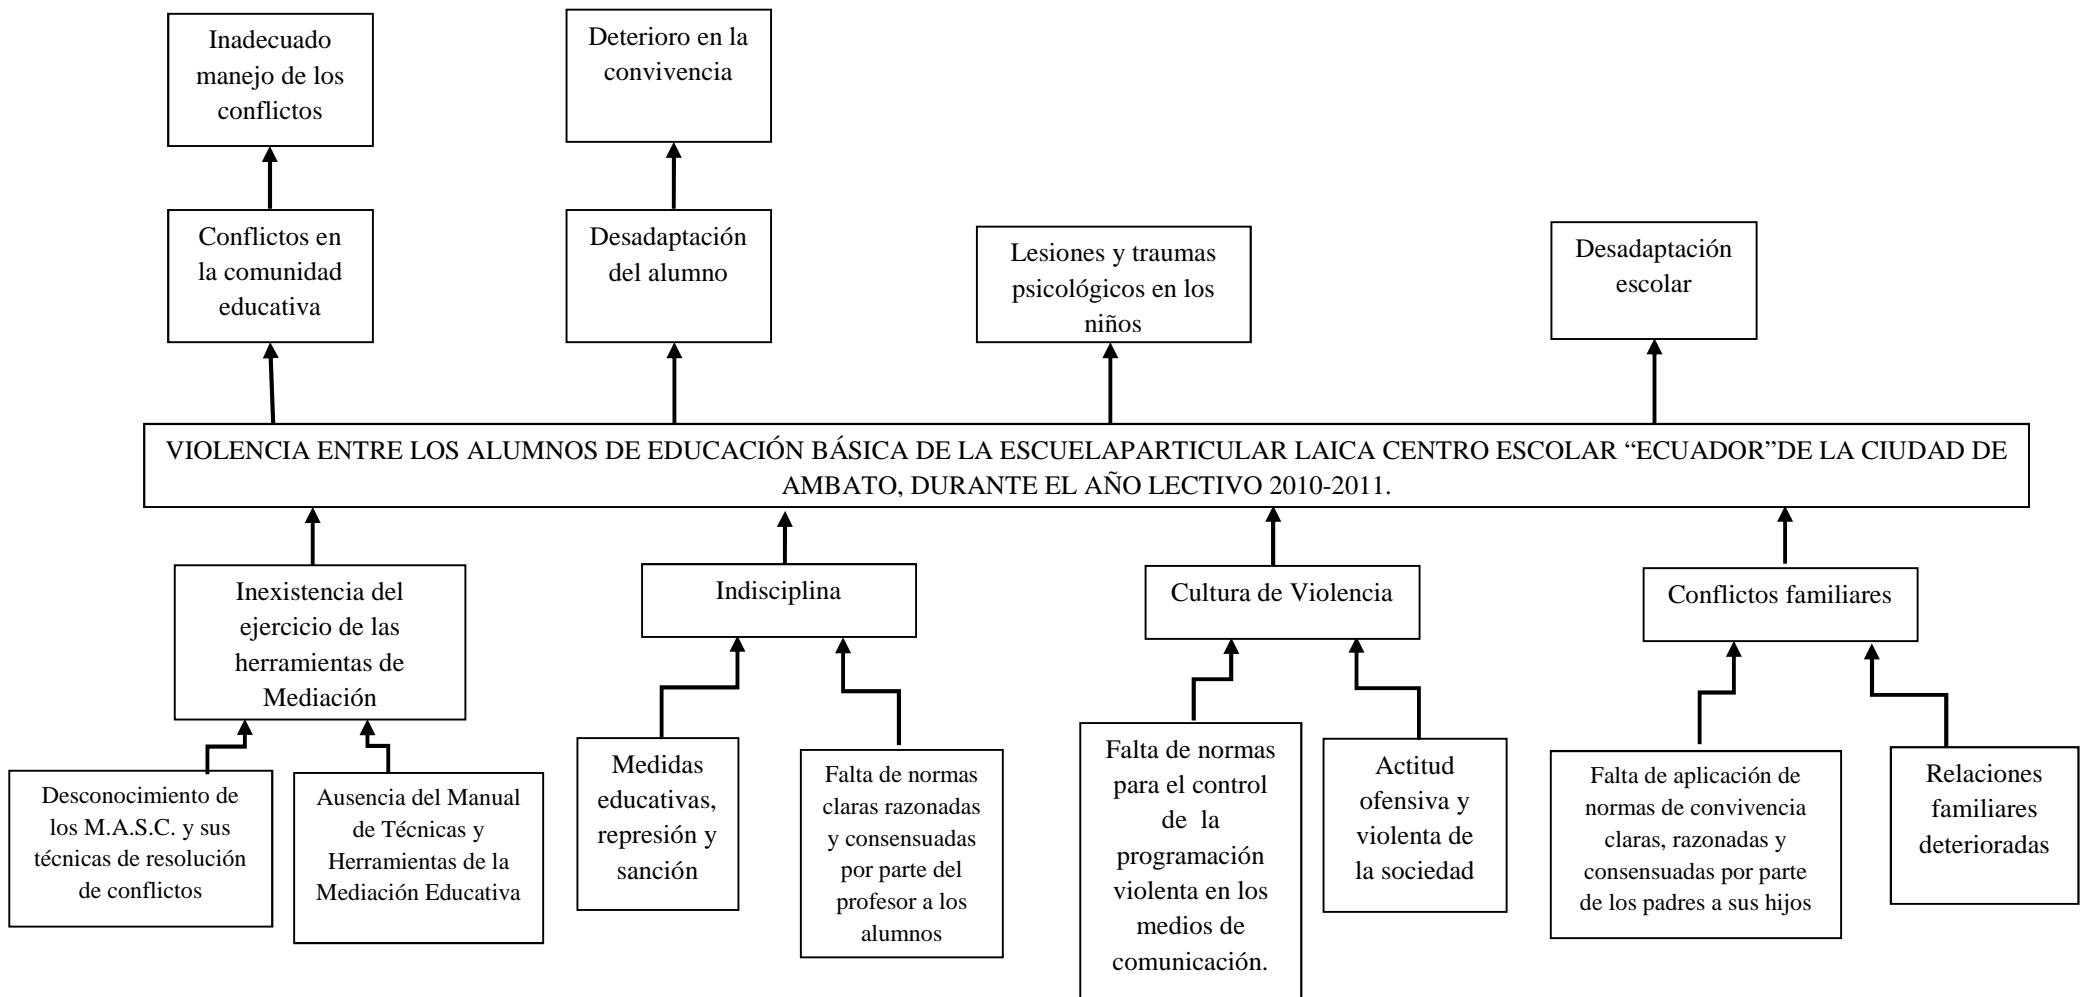 Inadecuado
manejo de los
conflictos
Deterioro en la
convivencia
Conflictos en
la comunidad
educativa
Desadaptación
del alumno
Lesiones y traumas
psicológicos en los
niños
Desadaptación
escolar
VIOLENCIA ENTRE LOS ALUMNOS DE EDUCACIÓN BÁSICA DE LA ESCUELAPARTICULAR LAICA CENTRO ESCOLAR “ECUADOR”DE LA CIUDAD DE
AMBATO, DURANTE EL AÑO LECTIVO 2010-2011.
Inexistencia del
ejercicio de las
herramientas de
Mediación
Indisciplina
Cultura de Violencia
Conflictos familiares
Desconocimiento de
los M.A.S.C. y sus
técnicas de resolución
de conflictos
Ausencia del Manual
de Técnicas y
Herramientas de la
Mediación Educativa
Medidas
educativas,
represión y
sanción
Falta de normas
claras razonadas
y consensuadas
por parte del
profesor a los
alumnos
Falta de normas
para el control
de la
programación
violenta en los
medios de
comunicación.
Actitud
ofensiva y
violenta de
la sociedad
Falta de aplicación de
normas de convivencia
claras, razonadas y
consensuadas por parte
de los padres a sus hijos
Relaciones
familiares
deterioradas